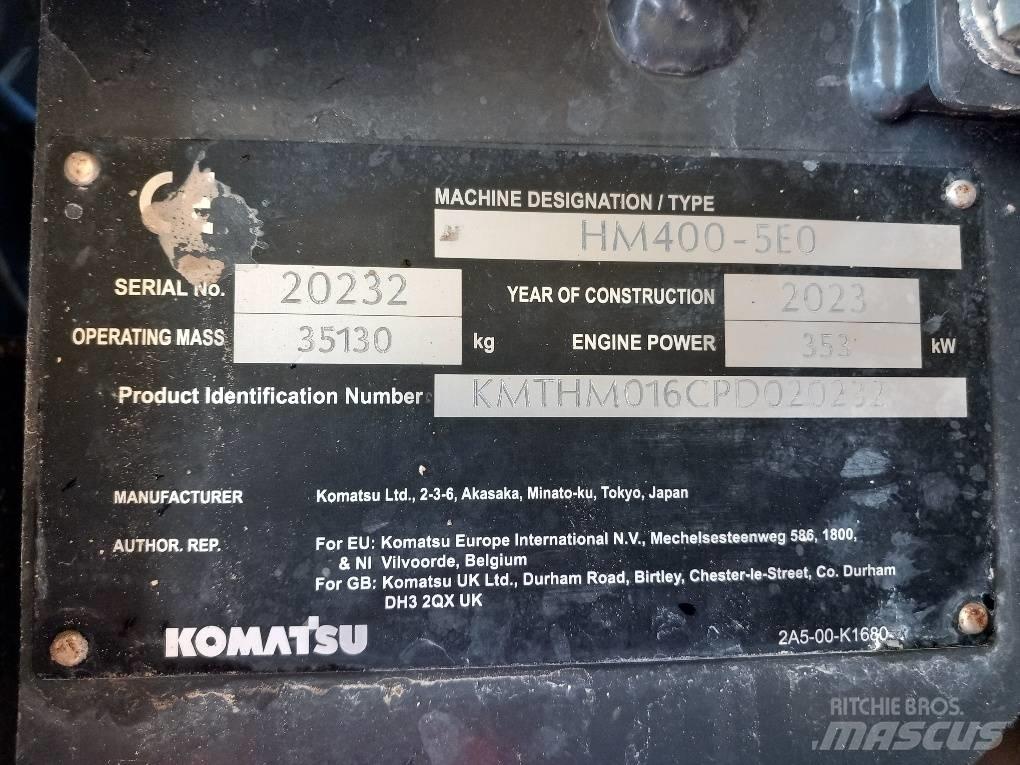 CE
MACHINE DESIGNATION / TYPE
HM400-5E0
SERIAL No. 20232 YEAR OF CONSTRUCTION 2023
OPERATING MASS 35130 kg ENGINE POWER 353 kW
Product Identification Number KMTHM016CPD020232
MANUFACTURER Komatsu Ltd., 2-3-6, Akasaka, Minato-ku, Tokyo, Japan
AUTHOR. REP. For EU: Komatsu Europe International N.V., Mechelsesteenweg 586, 1800,
& NI Vilvoorde, Belgium
For GB: Komatsu UK Ltd., Durham Road, Birtley, Chester-le-Street, Co. Durham
DH3 2QX UK
KOMATSU
2A5-00-K1680
RITCHIE BROS.
MASCUS